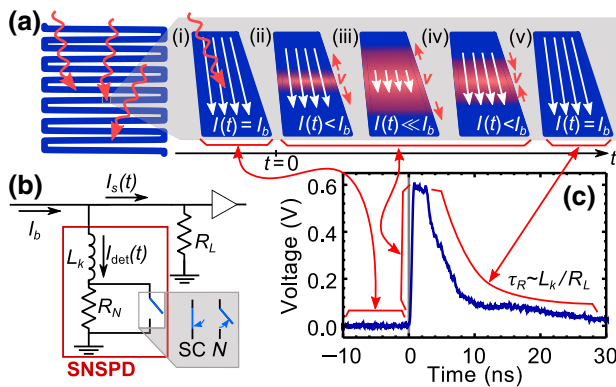 (a)
(i) (ii) (iii) (iv) (v)
v v v
I(t) = I_b I(t) < I_b I(t) ≪ I_b I(t) < I_b I(t) = I_b
t = 0 t
(b)
I_s(t)
I_b
L_k I_det(t) R_L
R_N
SC N
SNSPD
(c)
Voltage (V)
0.6
0.4
0.2
0.0
τ_R~L_k/R_L
–10 0 10 20 30
Time (ns)